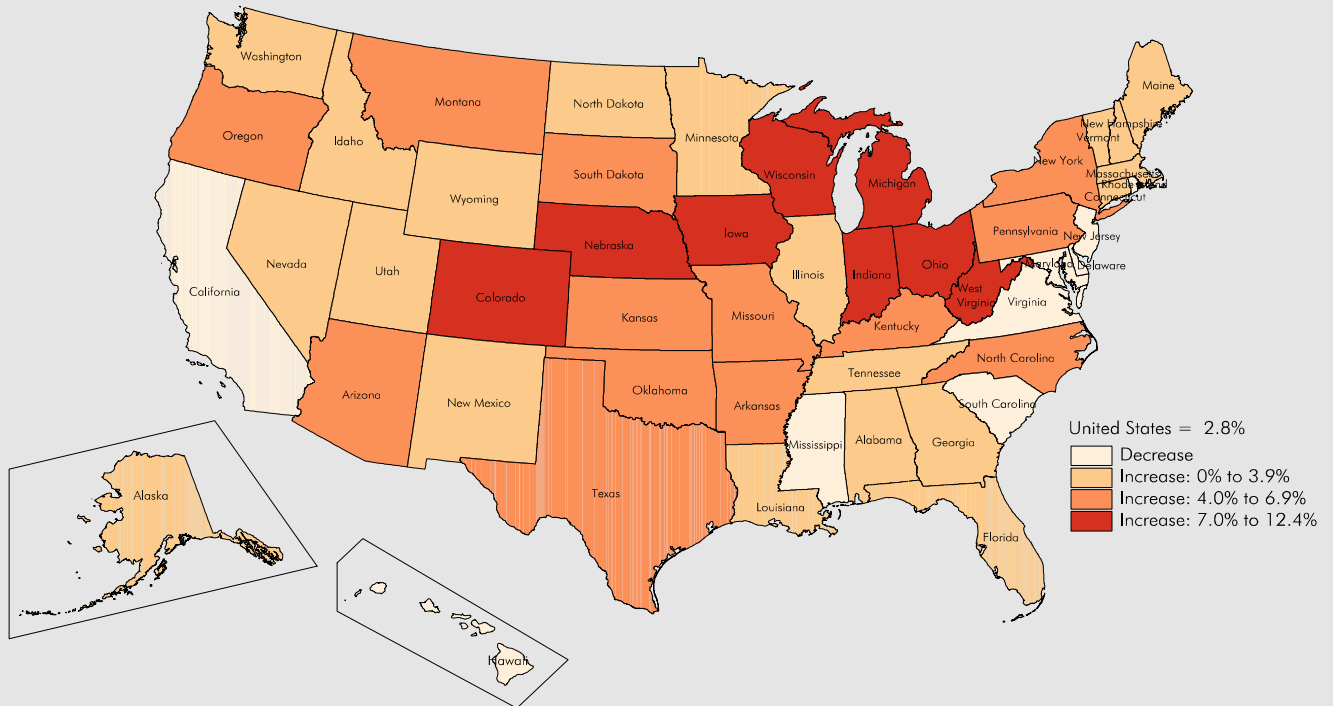 Washington
Montana
North Dakota
Minnesota
Maine
Oregon
Idaho
South Dakota
Wisconsin
Michigan
New Hampshire
Vermont
New York
Massachusetts
Rhode Island
Connecticut
Wyoming
Nebraska
Iowa
Pennsylvania
New Jersey
Nevada
Utah
Colorado
Illinois
Indiana
Ohio
Maryland
Delaware
California
Kansas
Missouri
West
Virginia
Virginia
Kentucky
Arizona
New Mexico
Oklahoma
Arkansas
Tennessee
North Carolina
South Carolina
Mississippi
Alabama
Georgia
Texas
Louisiana
Florida
Alaska
Hawaii
United States = 2.8%
Decrease
Increase: 0% to 3.9%
Increase: 4.0% to 6.9%
Increase: 7.0% to 12.4%